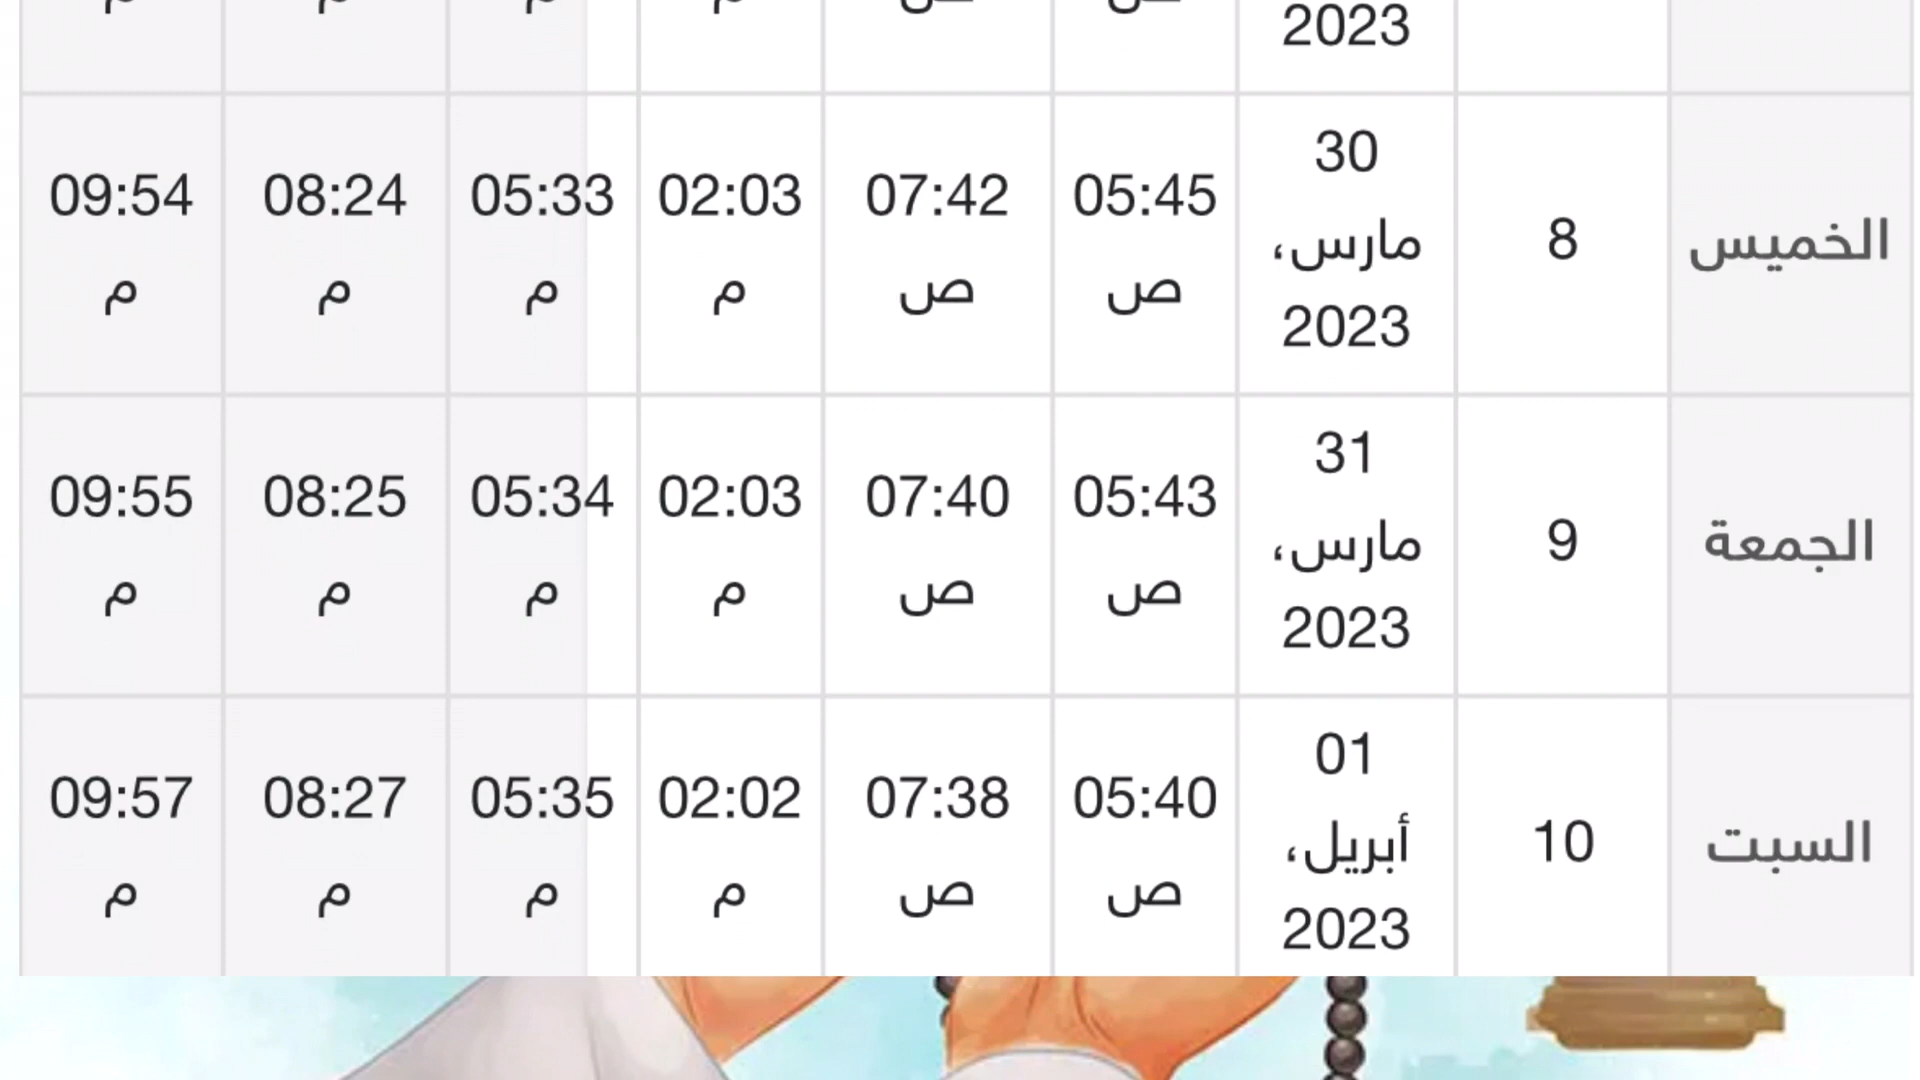 2023
الخميس 8 30 مارس، 2023 05:45 ص 07:42 ص 02:03 م 05:33 م 08:24 م 09:54 م
الجمعة 9 31 مارس، 2023 05:43 ص 07:40 ص 02:03 م 05:34 م 08:25 م 09:55 م
السبت 10 01 أبريل، 2023 05:40 ص 07:38 ص 02:02 م 05:35 م 08:27 م 09:57 م